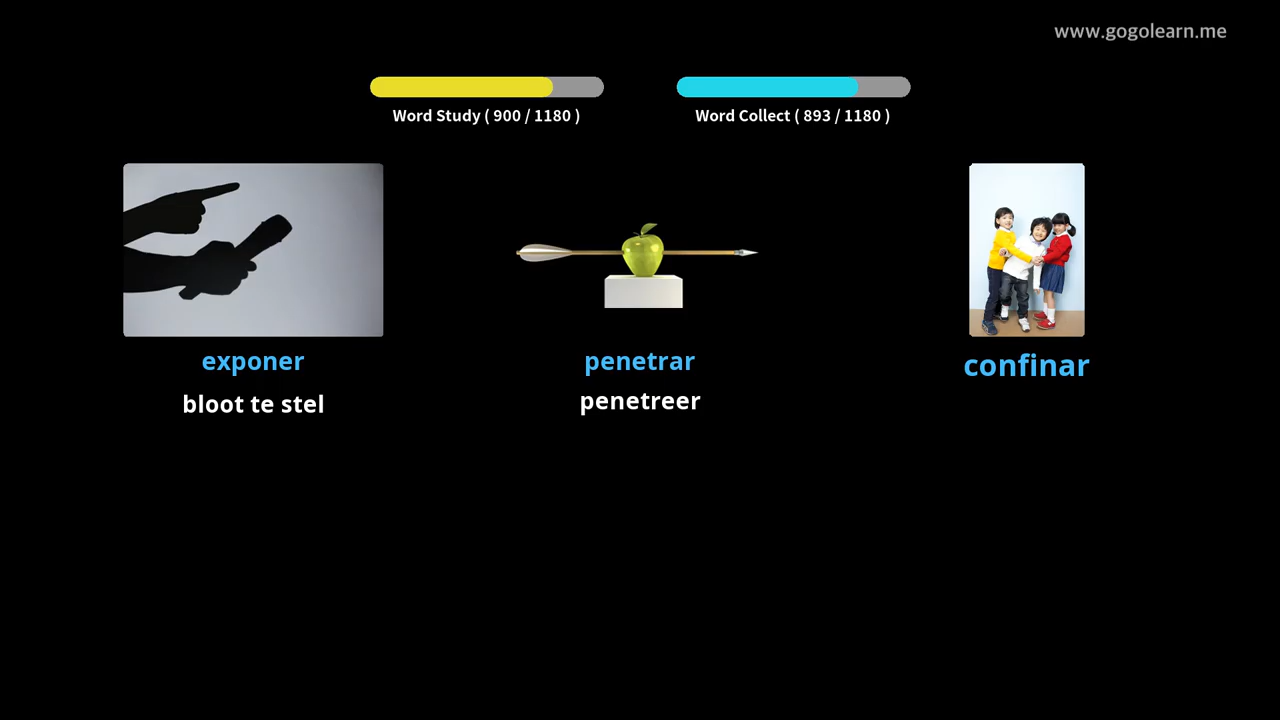 www.gogolearn.me
Word Study ( 900 / 1180 )
Word Collect ( 893 / 1180 )
exponer
penetrar
confinar
bloot te stel
penetreer